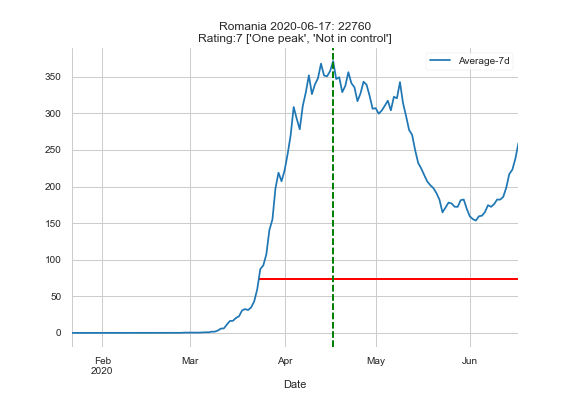 Romania 2020-06-17: 22760
Rating:7 ['One peak', 'Not in control']
Average-7d
350
300
250
200
150
100
50
0
Feb
2020
Mar
Apr
May
Jun
Date